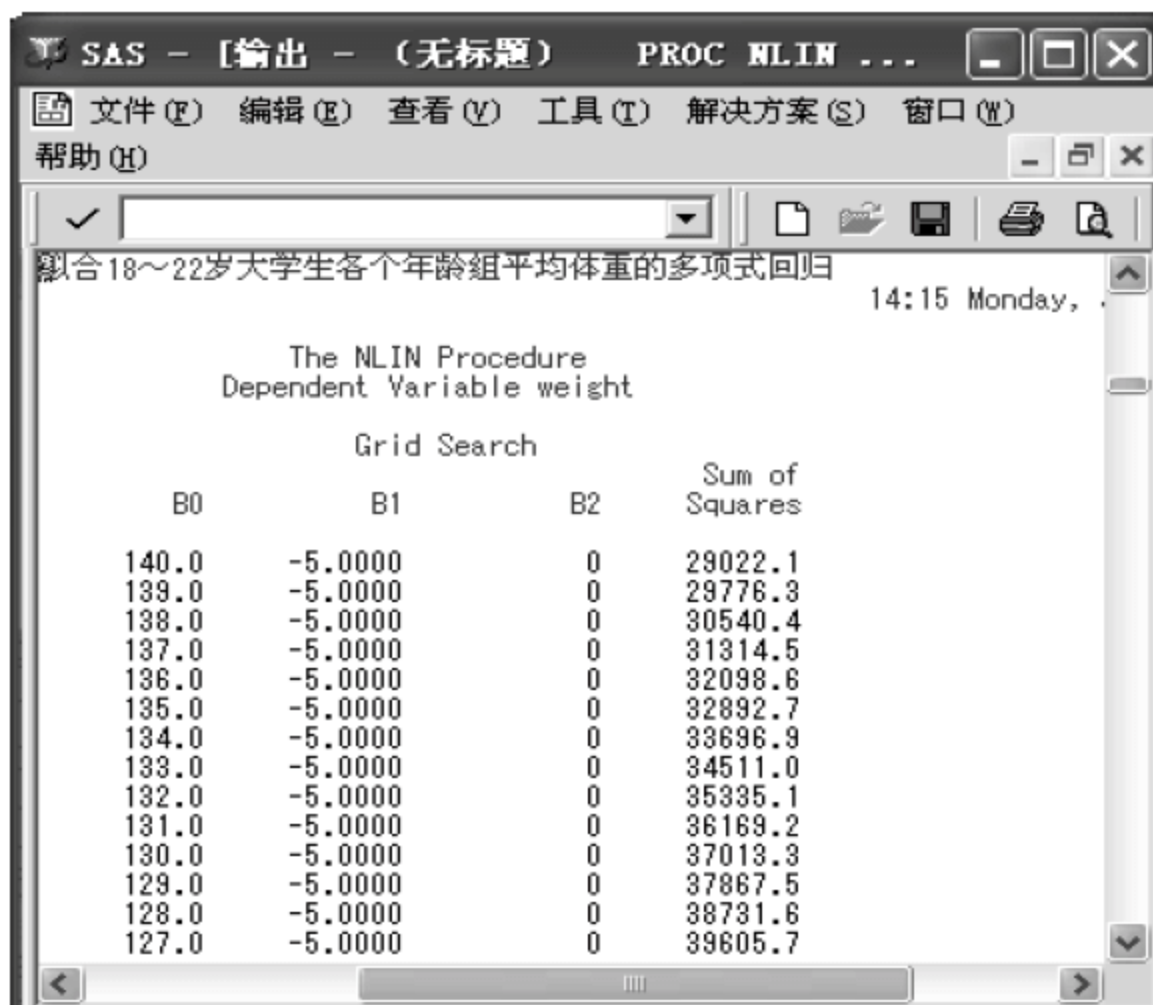 SAS - [输出 - (无标题) PROC NLIN ...
文件(F) 编辑(E) 查看(V) 工具(T) 解决方案(S) 窗口(W)
帮助(H)
拟合18～22岁大学生各个年龄组平均体重的多项式回归
14:15 Monday,
The NLIN Procedure
Dependent Variable weight
Grid Search
Sum of
B0 B1 B2 Squares
140.0 -5.0000 0 29022.1
139.0 -5.0000 0 29776.3
138.0 -5.0000 0 30540.4
137.0 -5.0000 0 31314.5
136.0 -5.0000 0 32098.6
135.0 -5.0000 0 32892.7
134.0 -5.0000 0 33696.9
133.0 -5.0000 0 34511.0
132.0 -5.0000 0 35335.1
131.0 -5.0000 0 36169.2
130.0 -5.0000 0 37013.3
129.0 -5.0000 0 37867.5
128.0 -5.0000 0 38731.6
127.0 -5.0000 0 39605.7